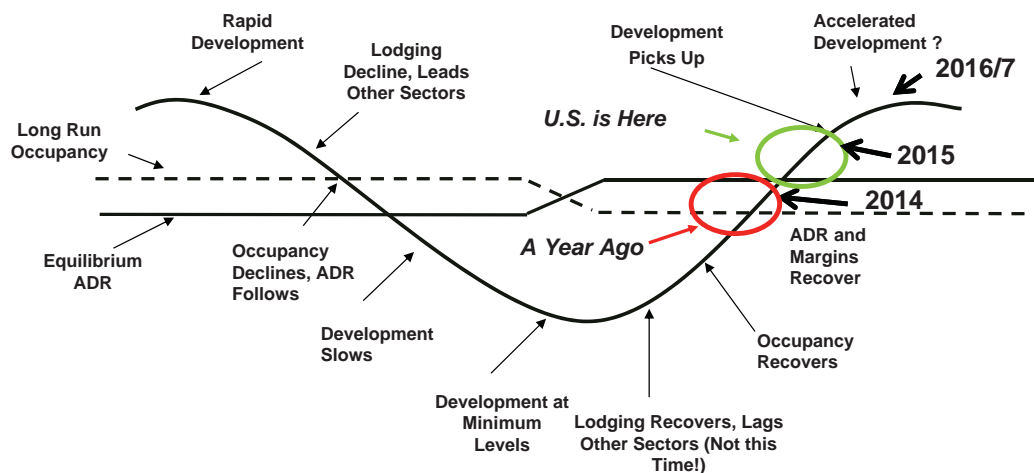 Rapid
Development
Lodging
Decline, Leads
Other Sectors
Development
Picks Up
Accelerated
Development ?
2016/7
U.S. is Here
Long Run
Occupancy
2015
2014
A Year Ago
ADR and
Margins
Recover
Equilibrium
ADR
Occupancy
Declines, ADR
Follows
Development
Slows
Occupancy
Recovers
Development at
Minimum
Levels
Lodging Recovers, Lags
Other Sectors (Not this
Time!)